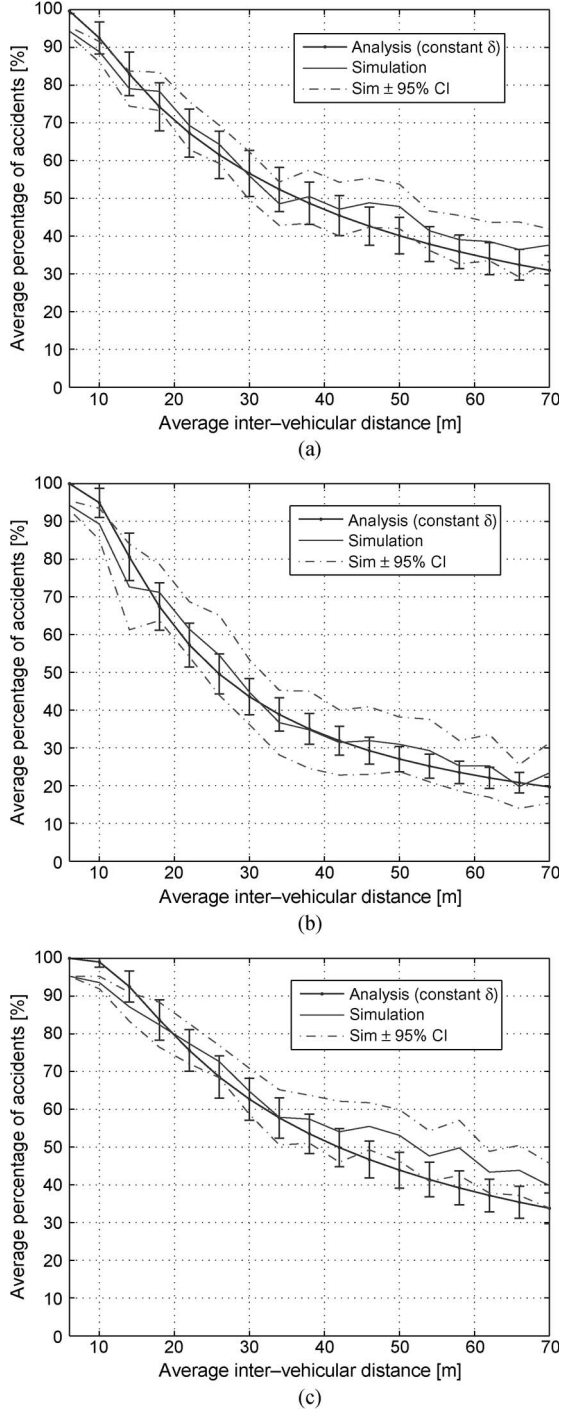 100
90
80
70
60
50
40
30
20
10
0
Average percentage of accidents [%]
Analysis (constant δ)
Simulation
Sim ± 95% CI
10 20 30 40 50 60 70
Average inter–vehicular distance [m]
(a)
100
90
80
70
60
50
40
30
20
10
0
Average percentage of accidents [%]
Analysis (constant δ)
Simulation
Sim ± 95% CI
10 20 30 40 50 60 70
Average inter–vehicular distance [m]
(b)
100
90
80
70
60
50
40
30
20
10
0
Average percentage of accidents [%]
Analysis (constant δ)
Simulation
Sim ± 95% CI
10 20 30 40 50 60 70
Average inter–vehicular distance [m]
(c)